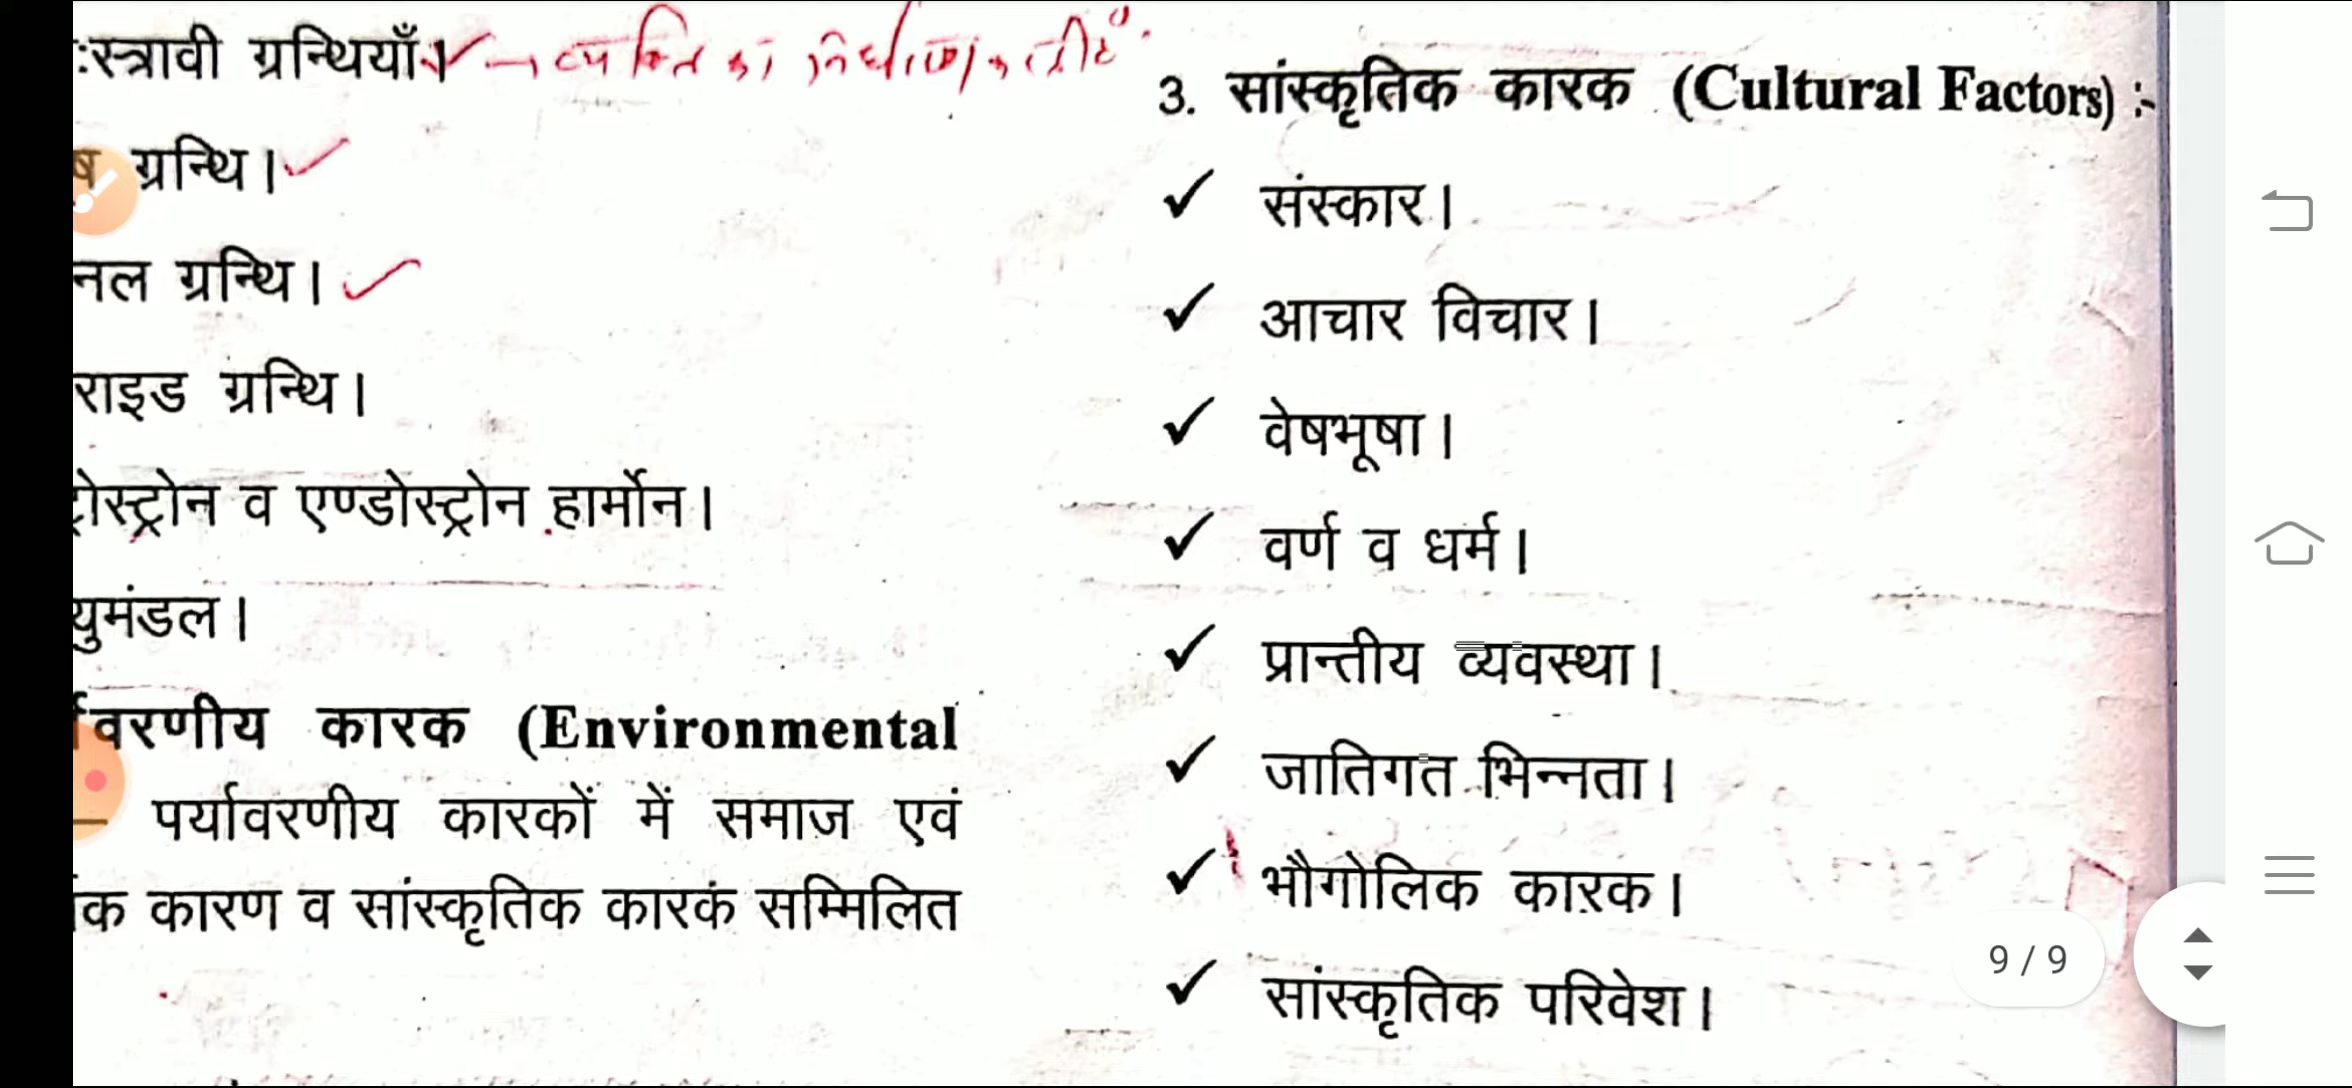 :स्त्रावी ग्रन्थियाँ।
ष ग्रन्थि।
नल ग्रन्थि।
राइड ग्रन्थि।
ट्रोस्ट्रोन व एण्डोस्ट्रोन हार्मोन।
युमंडल।
वरणीय कारक (Environmental
— पर्यावरणीय कारकों में समाज एवं
क कारण व सांस्कृतिक कारकं सम्मिलित
3. सांस्कृतिक कारक (Cultural Factors) :-
✓ संस्कार।
✓ आचार विचार।
✓ वेषभूषा।
✓ वर्ण व धर्म।
✓ प्रान्तीय व्यवस्था।
✓ जातिगत भिन्नता।
✓ भौगोलिक कारक।
✓ सांस्कृतिक परिवेश।
9 / 9